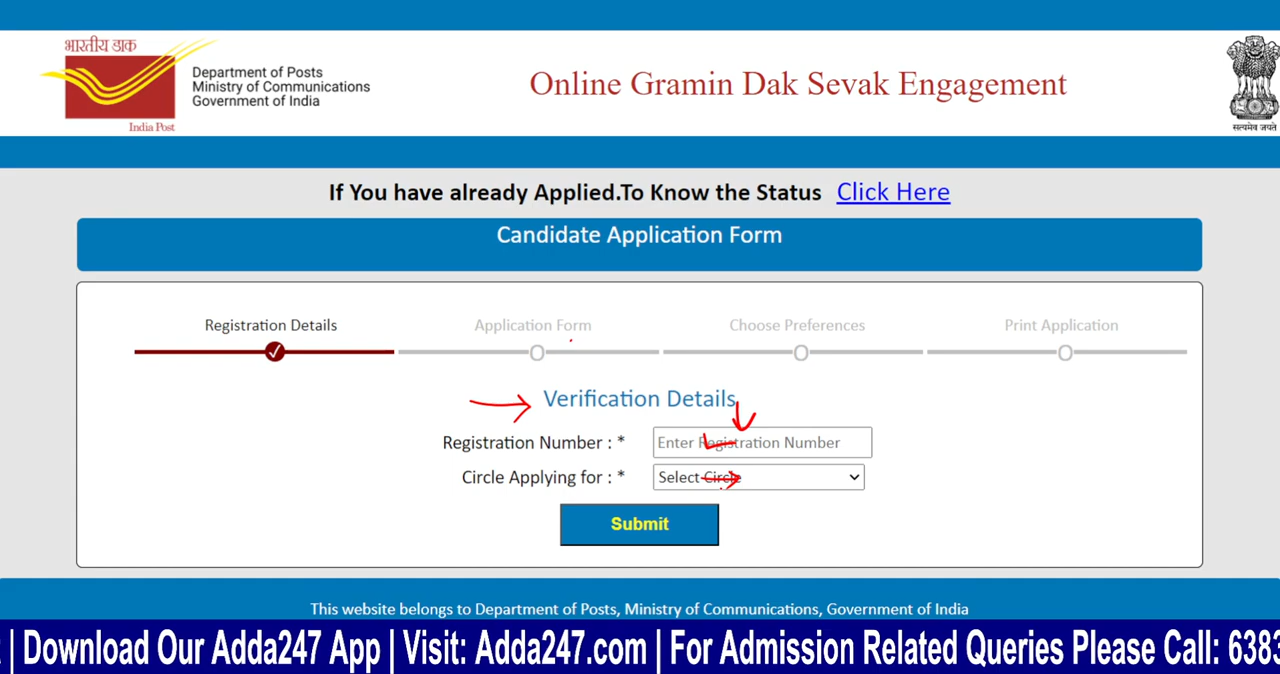 भारतीय डाक
India Post
Department of Posts
Ministry of Communications
Government of India
Online Gramin Dak Sevak Engagement
सत्यमेव जयते
If You have already Applied.To Know the Status Click Here
Candidate Application Form
Registration Details
Application Form
Choose Preferences
Print Application
Verification Details
Registration Number : * Enter Registration Number
Circle Applying for : * Select Circle
Submit
This website belongs to Department of Posts, Ministry of Communications, Government of India
| Download Our Adda247 App | Visit: Adda247.com | For Admission Related Queries Please Call: 6383